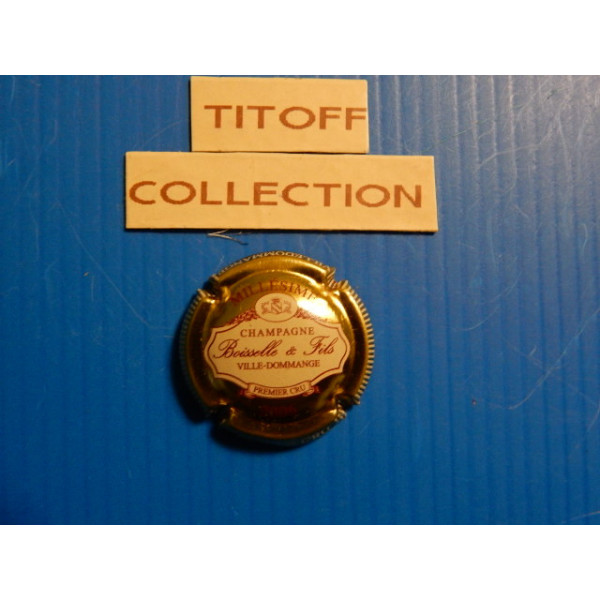 TITOFF
COLLECTION
MILLESIME
CHAMPAGNE
Boisselle & Fils
VILLE-DOMMANGE
PREMIER CRU